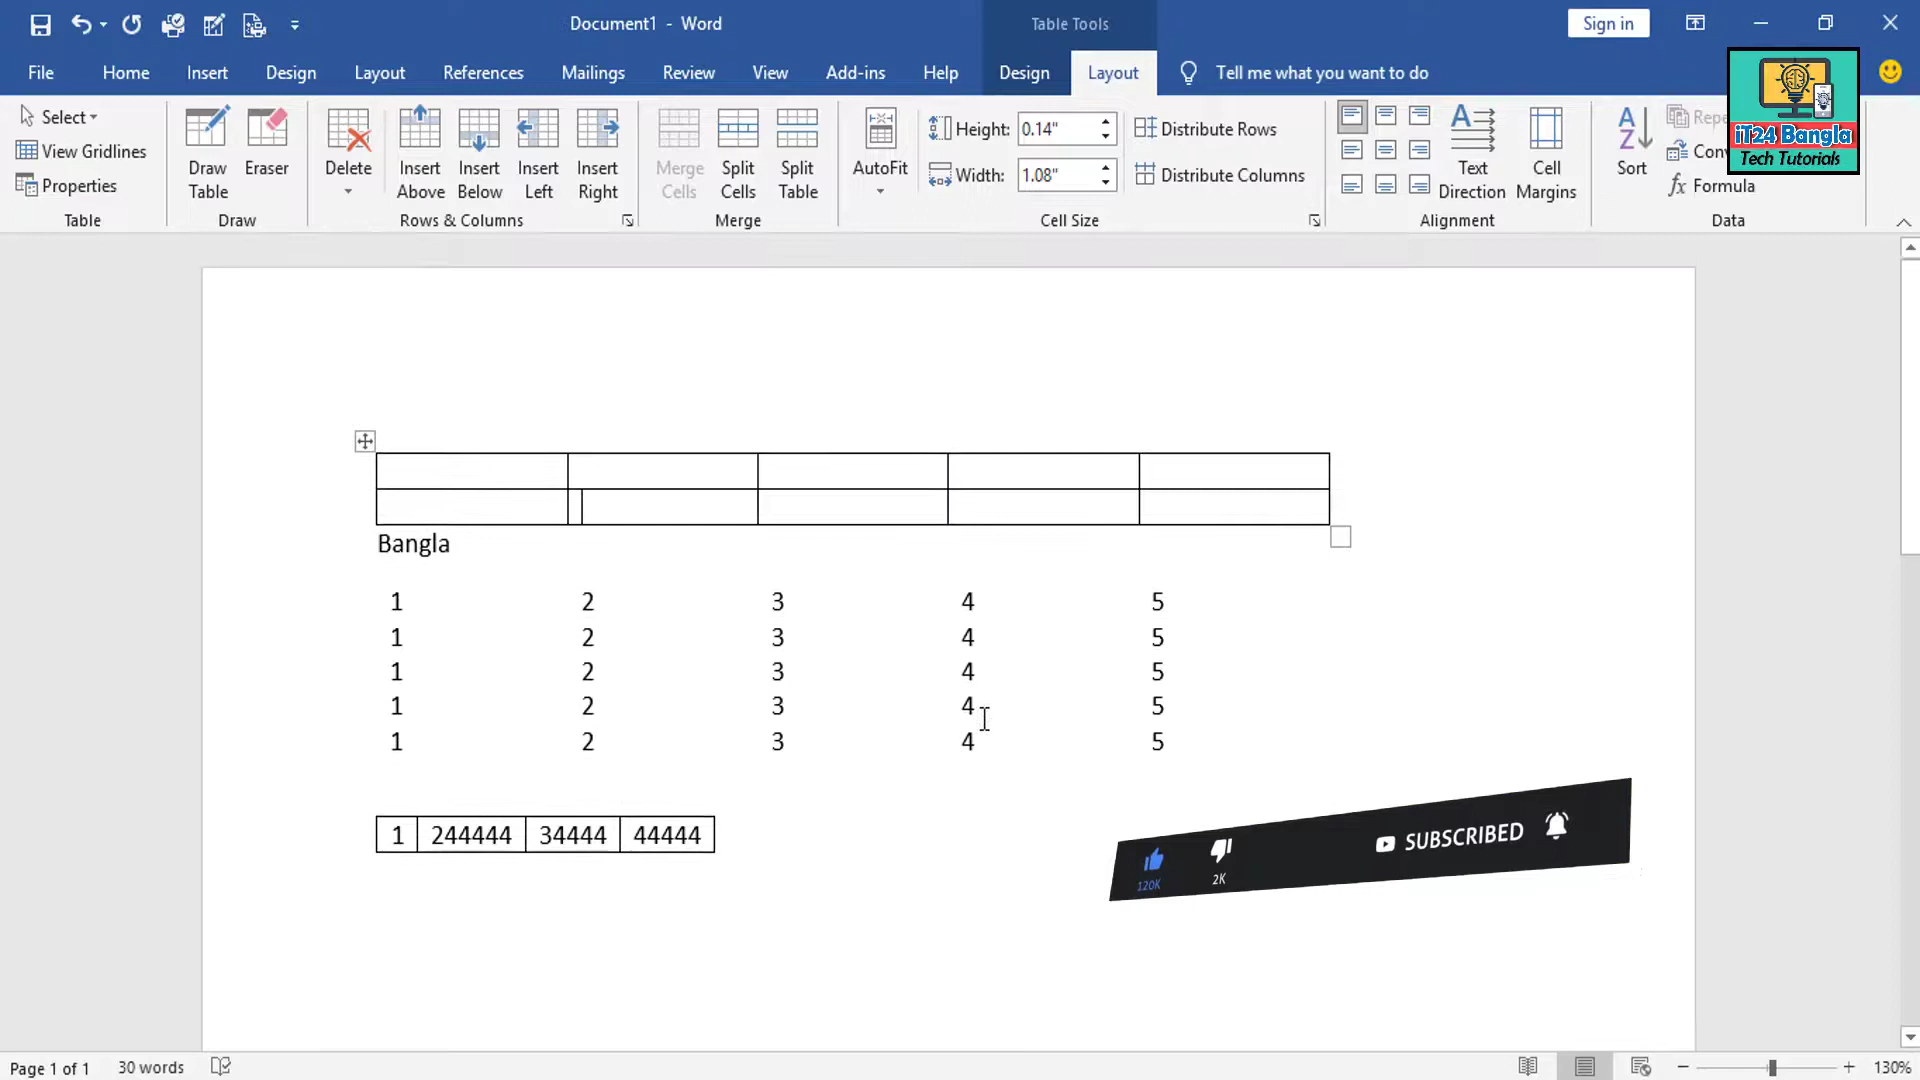 Document1 - Word
Table Tools
Sign in
File Home Insert Design Layout References Mailings Review View Add-ins Help Design Layout Tell me what you want to do
Select
View Gridlines
Properties
Table
Draw Table
Eraser
Draw
Delete
Insert Above
Insert Below
Insert Left
Insert Right
Rows & Columns
Merge Cells
Split Cells
Split Table
Merge
AutoFit
Height: 0.14"
Width: 1.08"
Distribute Rows
Distribute Columns
Cell Size
Text Direction
Cell Margins
Alignment
A Z
Sort
Formula
Data
iT24 Bangla
Tech Tutorials
Bangla
1 2 3 4 5
1 2 3 4 5
1 2 3 4 5
1 2 3 4 5
1 2 3 4 5
1 244444 34444 44444
120K
2K
SUBSCRIBED
Page 1 of 1 30 words
130%